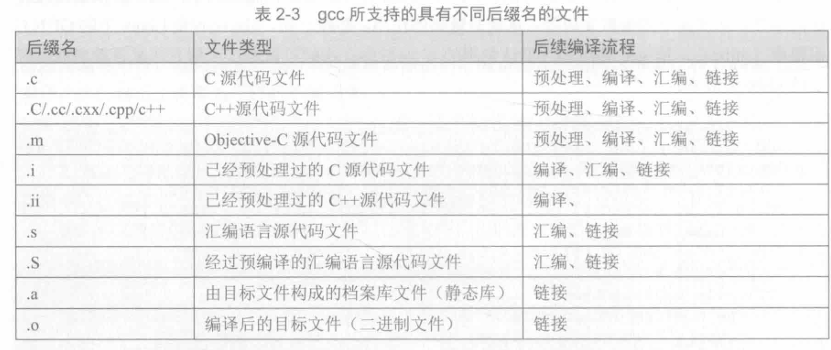 表 2-3 gcc 所支持的具有不同后缀名的文件
后缀名 文件类型 后续编译流程
.c C 源代码文件 预处理、编译、汇编、链接
.C/.cc/.cxx/.cpp/c++ C++源代码文件 预处理、编译、汇编、链接
.m Objective-C 源代码文件 预处理、编译、汇编、链接
.i 已经预处理过的 C 源代码文件 编译、汇编、链接
.ii 已经预处理过的 C++源代码文件 编译、
.s 汇编语言源代码文件 汇编、链接
.S 经过预编译的汇编语言源代码文件 汇编、链接
.a 由目标文件构成的档案库文件（静态库） 链接
.o 编译后的目标文件（二进制文件） 链接